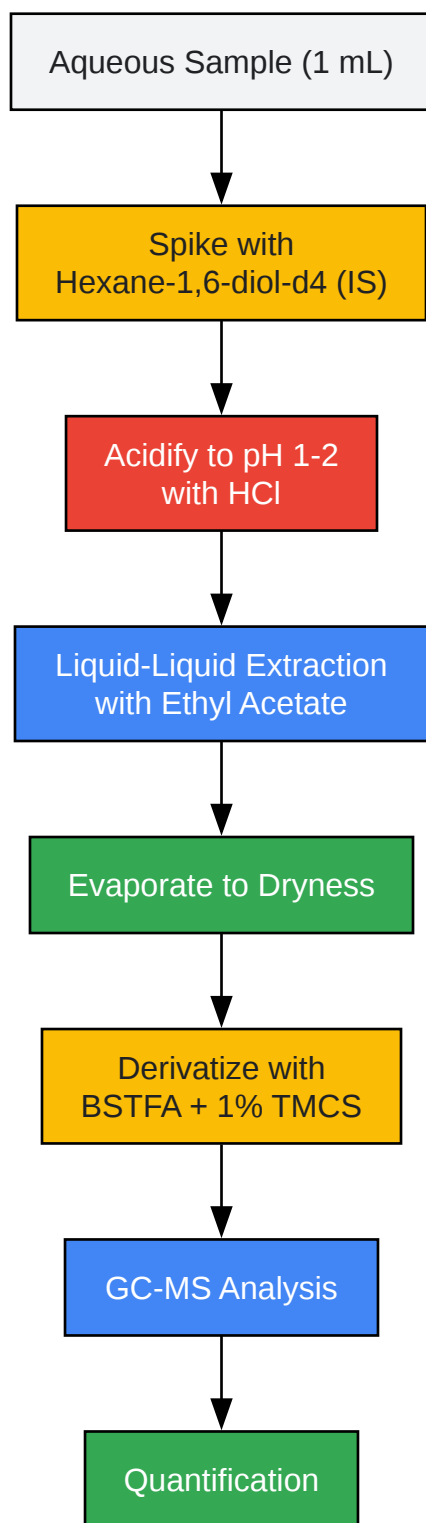 Aqueous Sample (1 mL)
Spike with
Hexane-1,6-diol-d4 (IS)
Acidify to pH 1-2
with HCl
Liquid-Liquid Extraction
with Ethyl Acetate
Evaporate to Dryness
Derivatize with
BSTFA + 1% TMCS
GC-MS Analysis
Quantification